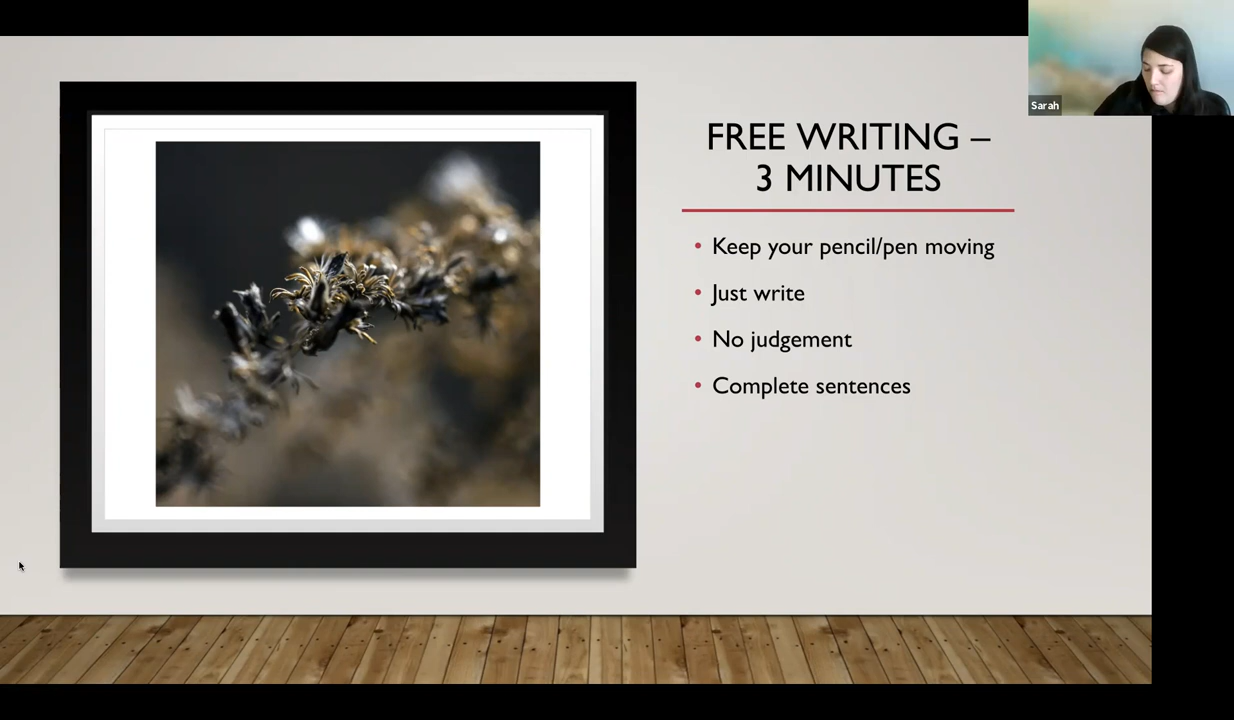 Sarah
FREE WRITING –
3 MINUTES
• Keep your pencil/pen moving
• Just write
• No judgement
• Complete sentences